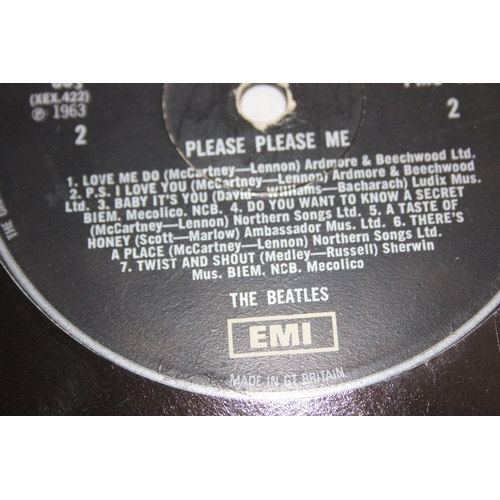 (XEX.422)
℗ 1963
2
2
PLEASE PLEASE ME
1. LOVE ME DO (McCartney—Lennon) Ardmore & Beechwood Ltd.
2. P.S. I LOVE YOU (McCartney—Lennon) Ardmore & Beechwood
Ltd. 3. BABY IT'S YOU (David—Williams—Bacharach) Ludix Mus.
BIEM. Mecolico. NCB. 4. DO YOU WANT TO KNOW A SECRET
(McCartney—Lennon) Northern Songs Ltd. 5. A TASTE OF
HONEY (Scott—Marlow) Ambassador Mus. Ltd. 6. THERE'S
A PLACE (McCartney—Lennon) Northern Songs Ltd.
7. TWIST AND SHOUT (Medley—Russell) Sherwin
Mus. BIEM. NCB. Mecolico
THE BEATLES
EMI
MADE IN GT BRITAIN